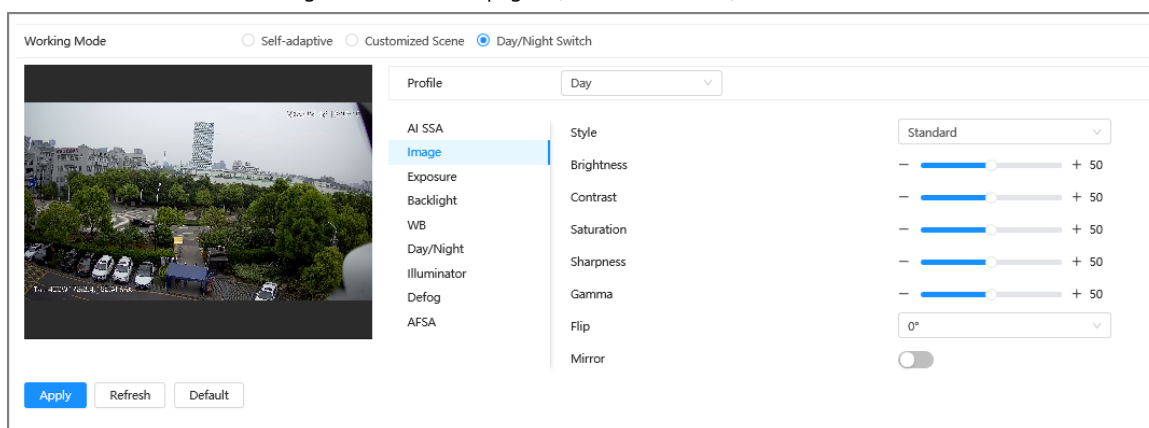 Working Mode
Self-adaptive
Customized Scene
Day/Night Switch
Profile
Day
AI SSA
Image
Exposure
Backlight
WB
Day/Night
Illuminator
Defog
AFSA
Style
Standard
Brightness
− + 50
Contrast
− + 50
Saturation
− + 50
Sharpness
− + 50
Gamma
− + 50
Flip
0°
Mirror
Apply
Refresh
Default